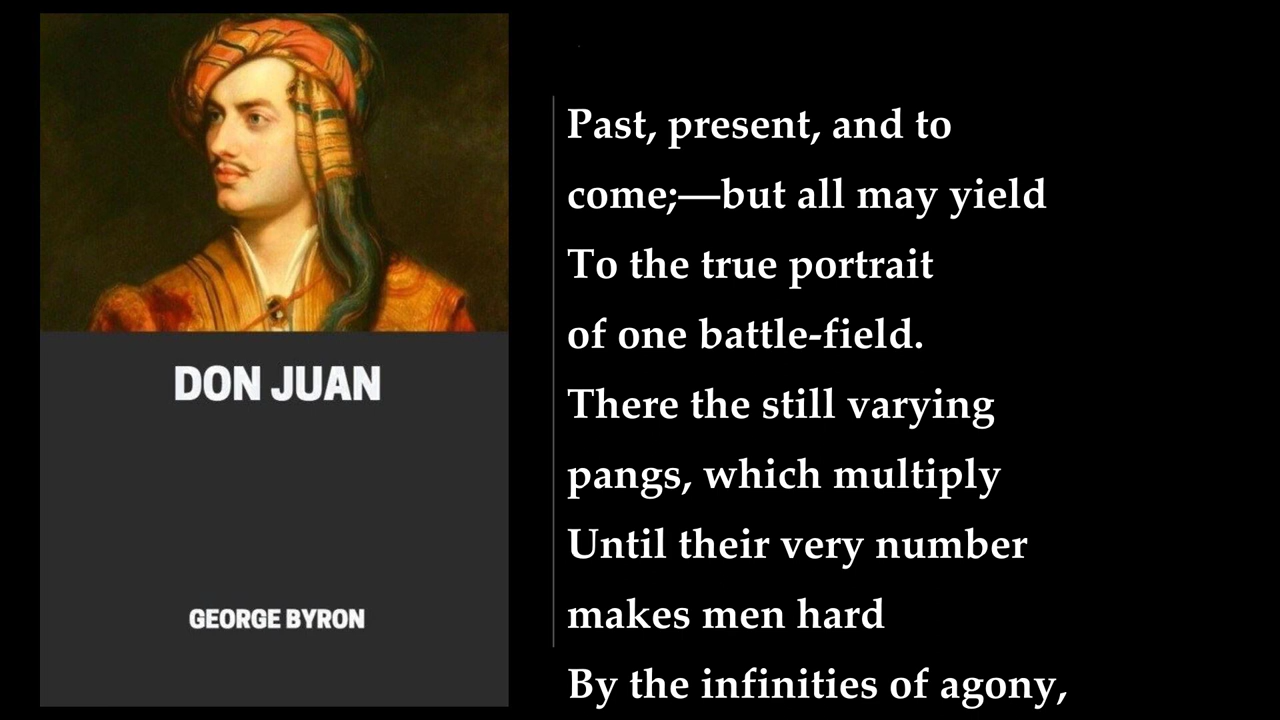 DON JUAN
GEORGE BYRON
Past, present, and to
come;—but all may yield
To the true portrait
of one battle-field.
There the still varying
pangs, which multiply
Until their very number
makes men hard
By the infinities of agony,